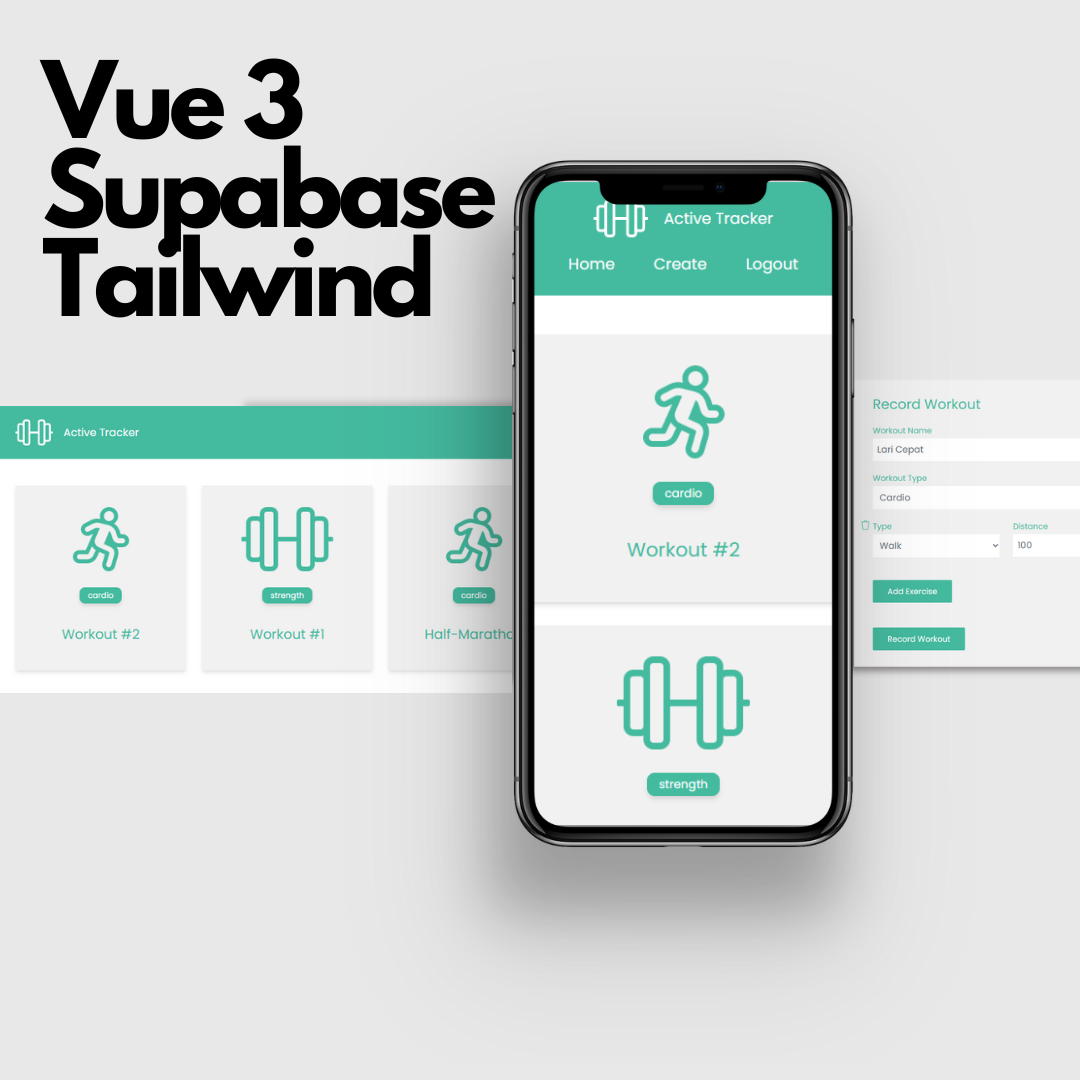 Vue 3
Supabase
Tailwind
Active Tracker
cardio
Workout #2
strength
Workout #1
cardio
Active Tracker
Home Create Logout
cardio
Workout #2
strength
Record Workout
Workout Name
Lari Cepat
Workout Type
Cardio
Type Distance
Walk 100
Add Exercise
Record Workout